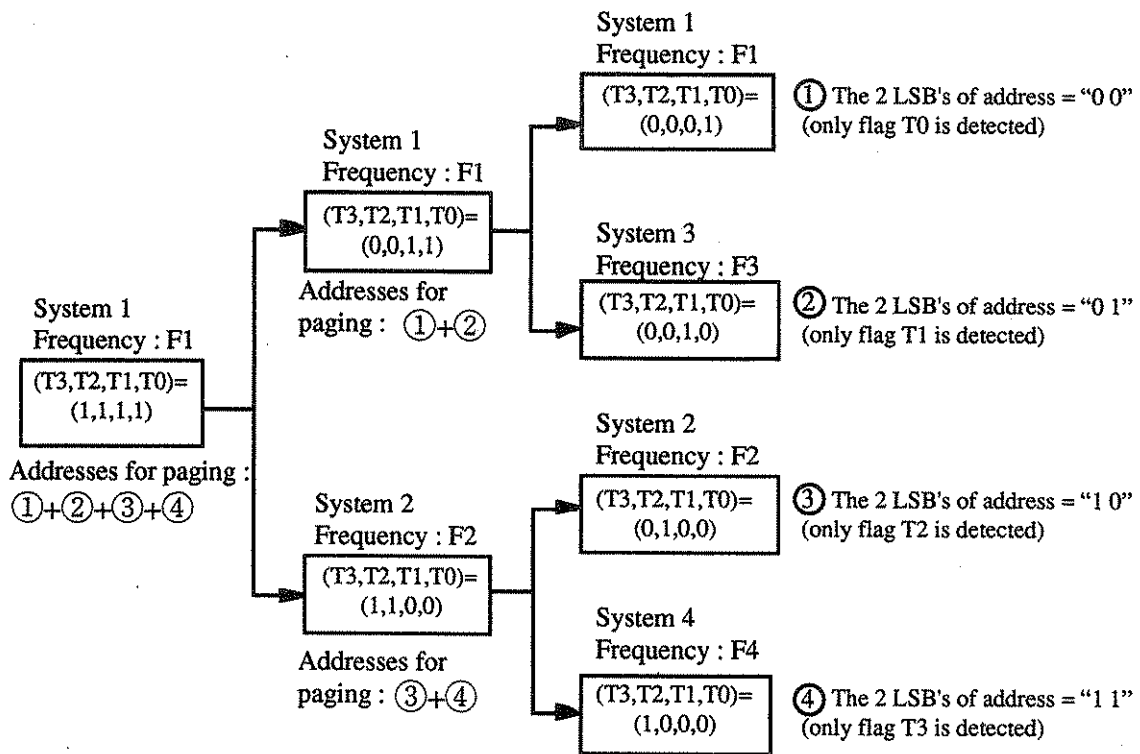 System 1
Frequency : F1
(T3,T2,T1,T0)=
(1,1,1,1)
Addresses for paging :
①+②+③+④
System 1
Frequency : F1
(T3,T2,T1,T0)=
(0,0,1,1)
Addresses for
paging : ①+②
System 2
Frequency : F2
(T3,T2,T1,T0)=
(1,1,0,0)
Addresses for
paging : ③+④
System 1
Frequency : F1
(T3,T2,T1,T0)=
(0,0,0,1)
① The 2 LSB's of address = “0 0”
(only flag T0 is detected)
System 3
Frequency : F3
(T3,T2,T1,T0)=
(0,0,1,0)
② The 2 LSB's of address = “0 1”
(only flag T1 is detected)
System 2
Frequency : F2
(T3,T2,T1,T0)=
(0,1,0,0)
③ The 2 LSB's of address = “1 0”
(only flag T2 is detected)
System 4
Frequency : F4
(T3,T2,T1,T0)=
(1,0,0,0)
④ The 2 LSB's of address = “1 1”
(only flag T3 is detected)